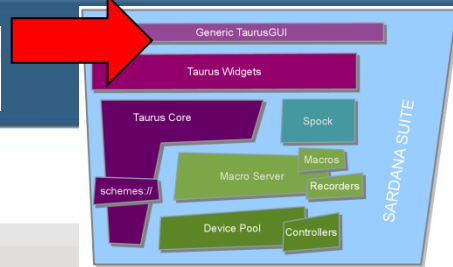 Generic TaurusGUI
Taurus Widgets
Taurus Core
Spock
Macros
Macro Server
Recorders
schemes://
Device Pool
Controllers
SARDANA SUITE